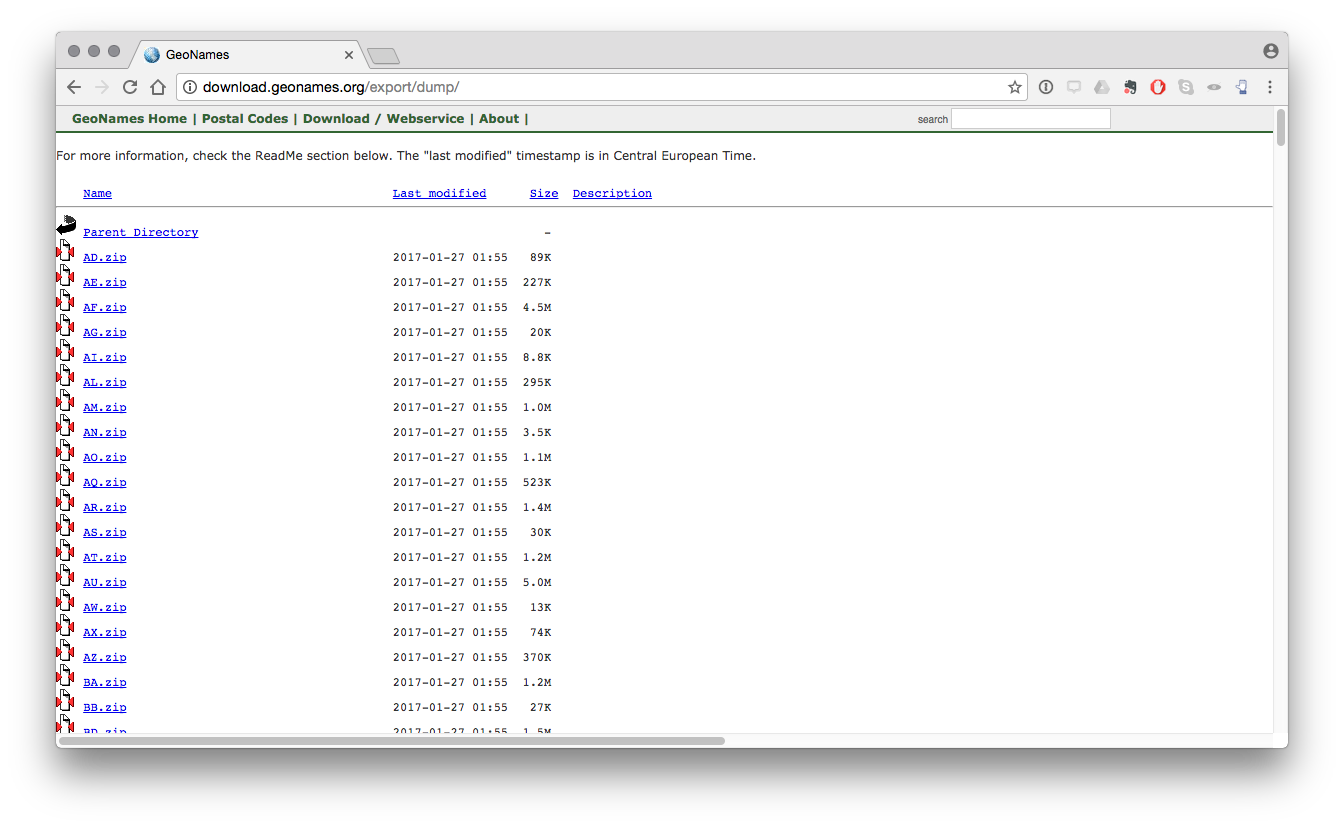 GeoNames
download.geonames.org/export/dump/
GeoNames Home | Postal Codes | Download / Webservice | About | search
For more information, check the ReadMe section below. The "last modified" timestamp is in Central European Time.
Name Last modified Size Description
Parent Directory -
AD.zip 2017-01-27 01:55 89K
AE.zip 2017-01-27 01:55 227K
AF.zip 2017-01-27 01:55 4.5M
AG.zip 2017-01-27 01:55 20K
AI.zip 2017-01-27 01:55 8.8K
AL.zip 2017-01-27 01:55 295K
AM.zip 2017-01-27 01:55 1.0M
AN.zip 2017-01-27 01:55 3.5K
AO.zip 2017-01-27 01:55 1.1M
AQ.zip 2017-01-27 01:55 523K
AR.zip 2017-01-27 01:55 1.4M
AS.zip 2017-01-27 01:55 30K
AT.zip 2017-01-27 01:55 1.2M
AU.zip 2017-01-27 01:55 5.0M
AW.zip 2017-01-27 01:55 13K
AX.zip 2017-01-27 01:55 74K
AZ.zip 2017-01-27 01:55 370K
BA.zip 2017-01-27 01:55 1.2M
BB.zip 2017-01-27 01:55 27K
BD.zip 2017-01-27 01:55 1.5M